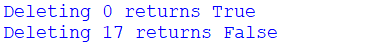 Deleting 0 returns True
Deleting 17 returns False